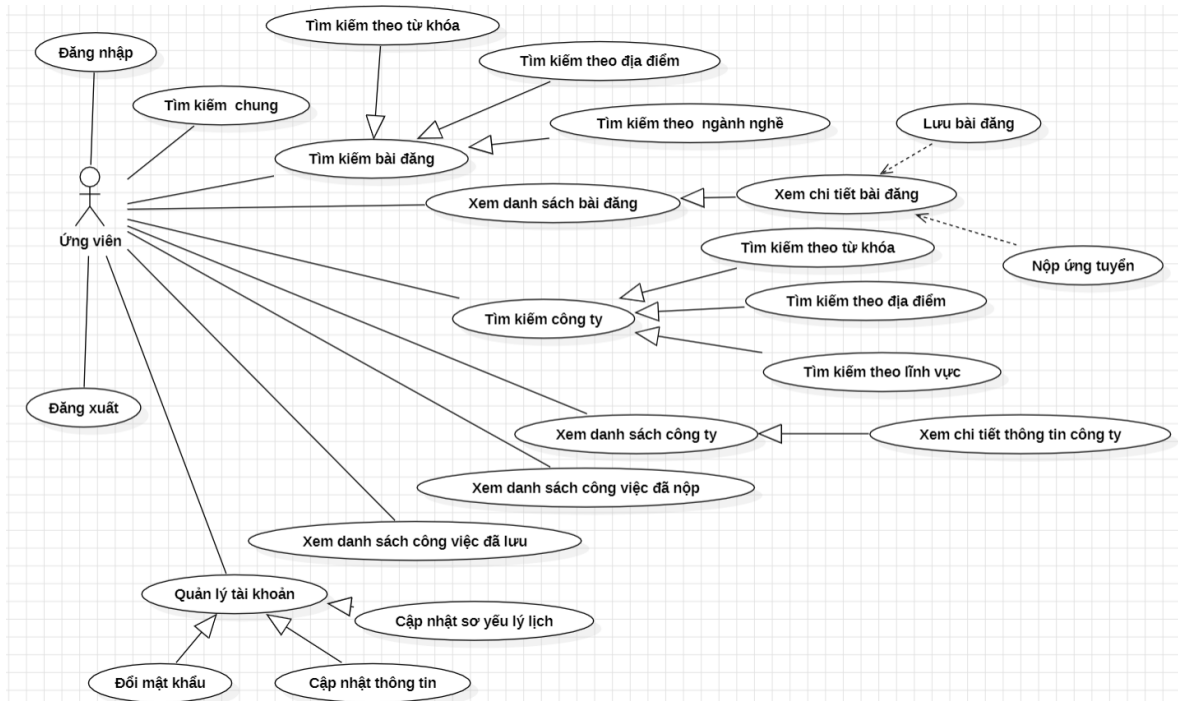 Tìm kiếm theo từ khóa
Đăng nhập
Tìm kiếm theo địa điểm
Tìm kiếm chung
Tìm kiếm theo ngành nghề
Lưu bài đăng
Tìm kiếm bài đăng
Xem danh sách bài đăng
Xem chi tiết bài đăng
Ứng viên
Tìm kiếm theo từ khóa
Nộp ứng tuyển
Tìm kiếm theo địa điểm
Tìm kiếm công ty
Tìm kiếm theo lĩnh vực
Đăng xuất
Xem danh sách công ty
Xem chi tiết thông tin công ty
Xem danh sách công việc đã nộp
Xem danh sách công việc đã lưu
Quản lý tài khoản
Cập nhật sơ yếu lý lịch
Đổi mật khẩu
Cập nhật thông tin